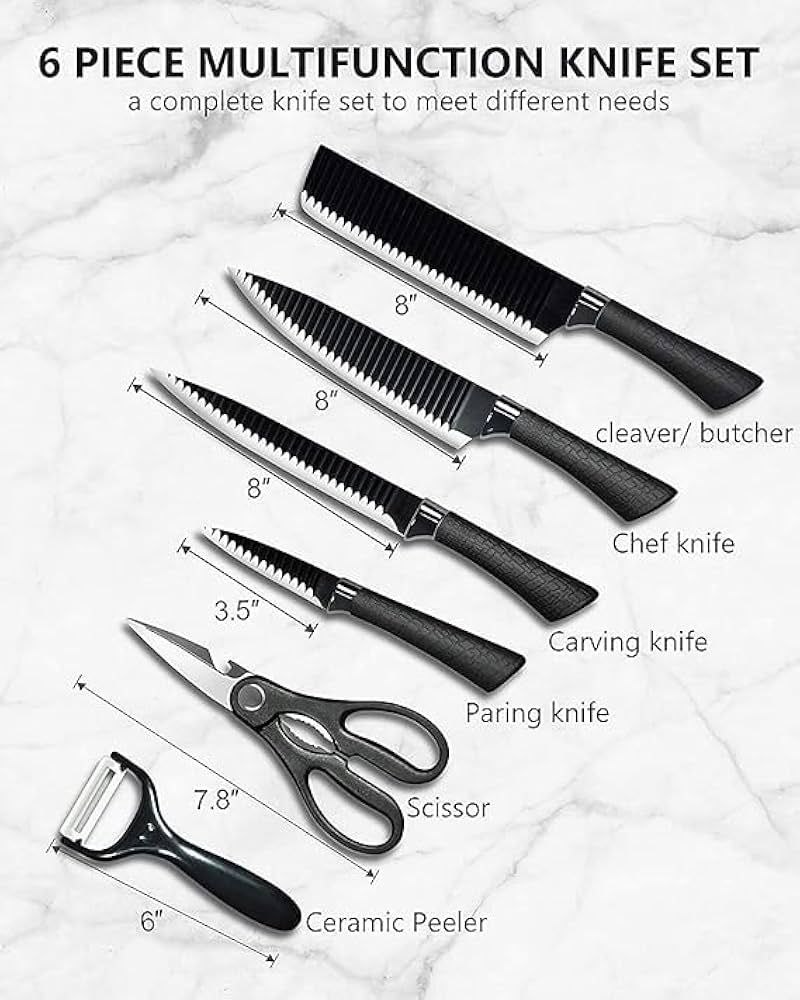 6 PIECE MULTIFUNCTION KNIFE SET
a complete knife set to meet different needs
8"
cleaver/ butcher
8"
Chef knife
8"
Carving knife
3.5"
Paring knife
7.8"
Scissor
6"
Ceramic Peeler